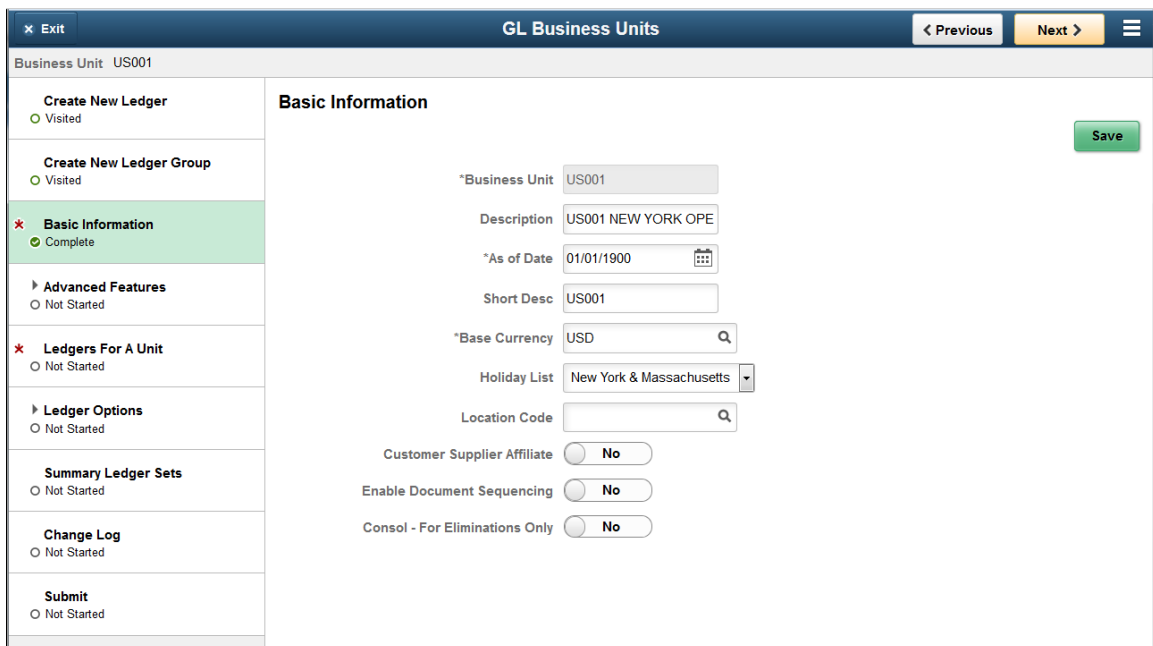 Exit
GL Business Units
Previous
Next
Business Unit US001
Create New Ledger
Visited
Create New Ledger Group
Visited
* Basic Information
Complete
Advanced Features
Not Started
* Ledgers For A Unit
Not Started
Ledger Options
Not Started
Summary Ledger Sets
Not Started
Change Log
Not Started
Submit
Not Started
Basic Information
Save
*Business Unit US001
Description US001 NEW YORK OPE
*As of Date 01/01/1900
Short Desc US001
*Base Currency USD
Holiday List New York & Massachusetts
Location Code
Customer Supplier Affiliate No
Enable Document Sequencing No
Consol - For Eliminations Only No